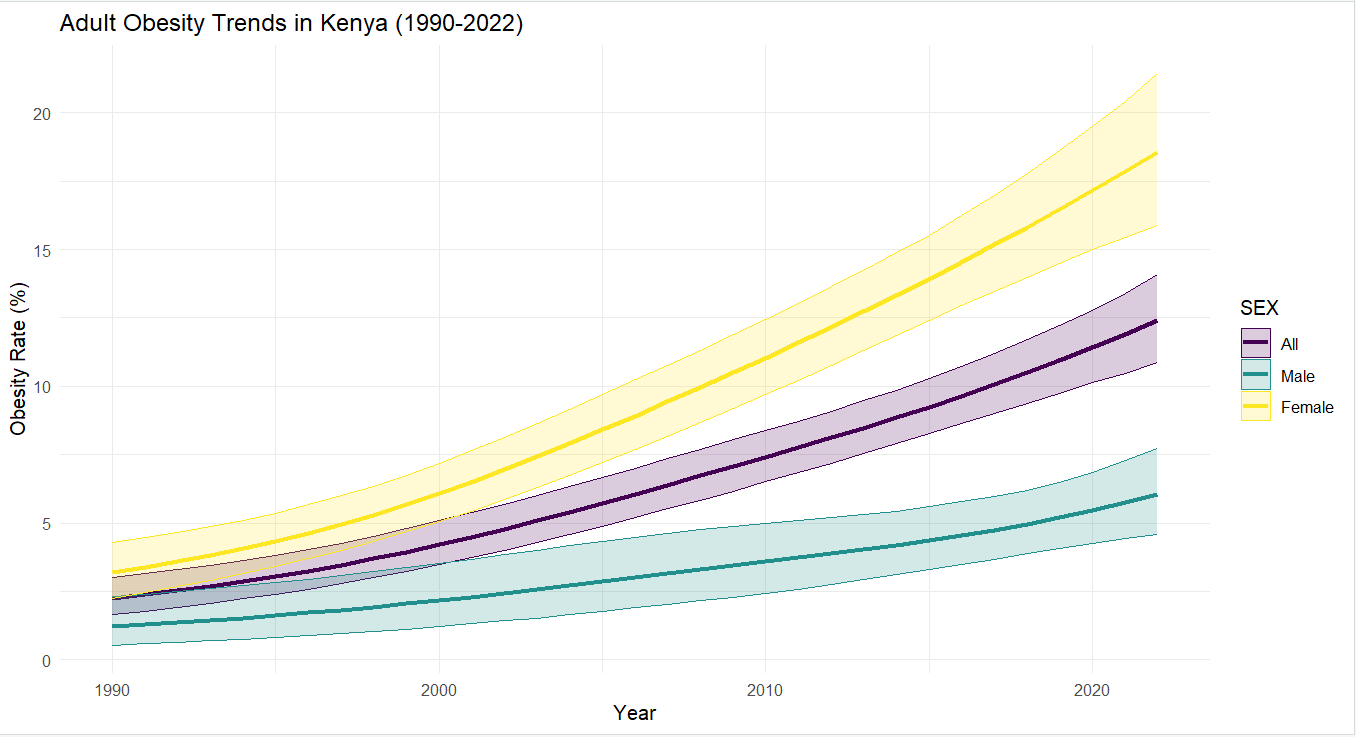 Adult Obesity Trends in Kenya (1990-2022)
Obesity Rate (%)
20
15
10
5
0
1990
2000
2010
2020
Year
SEX
All
Male
Female